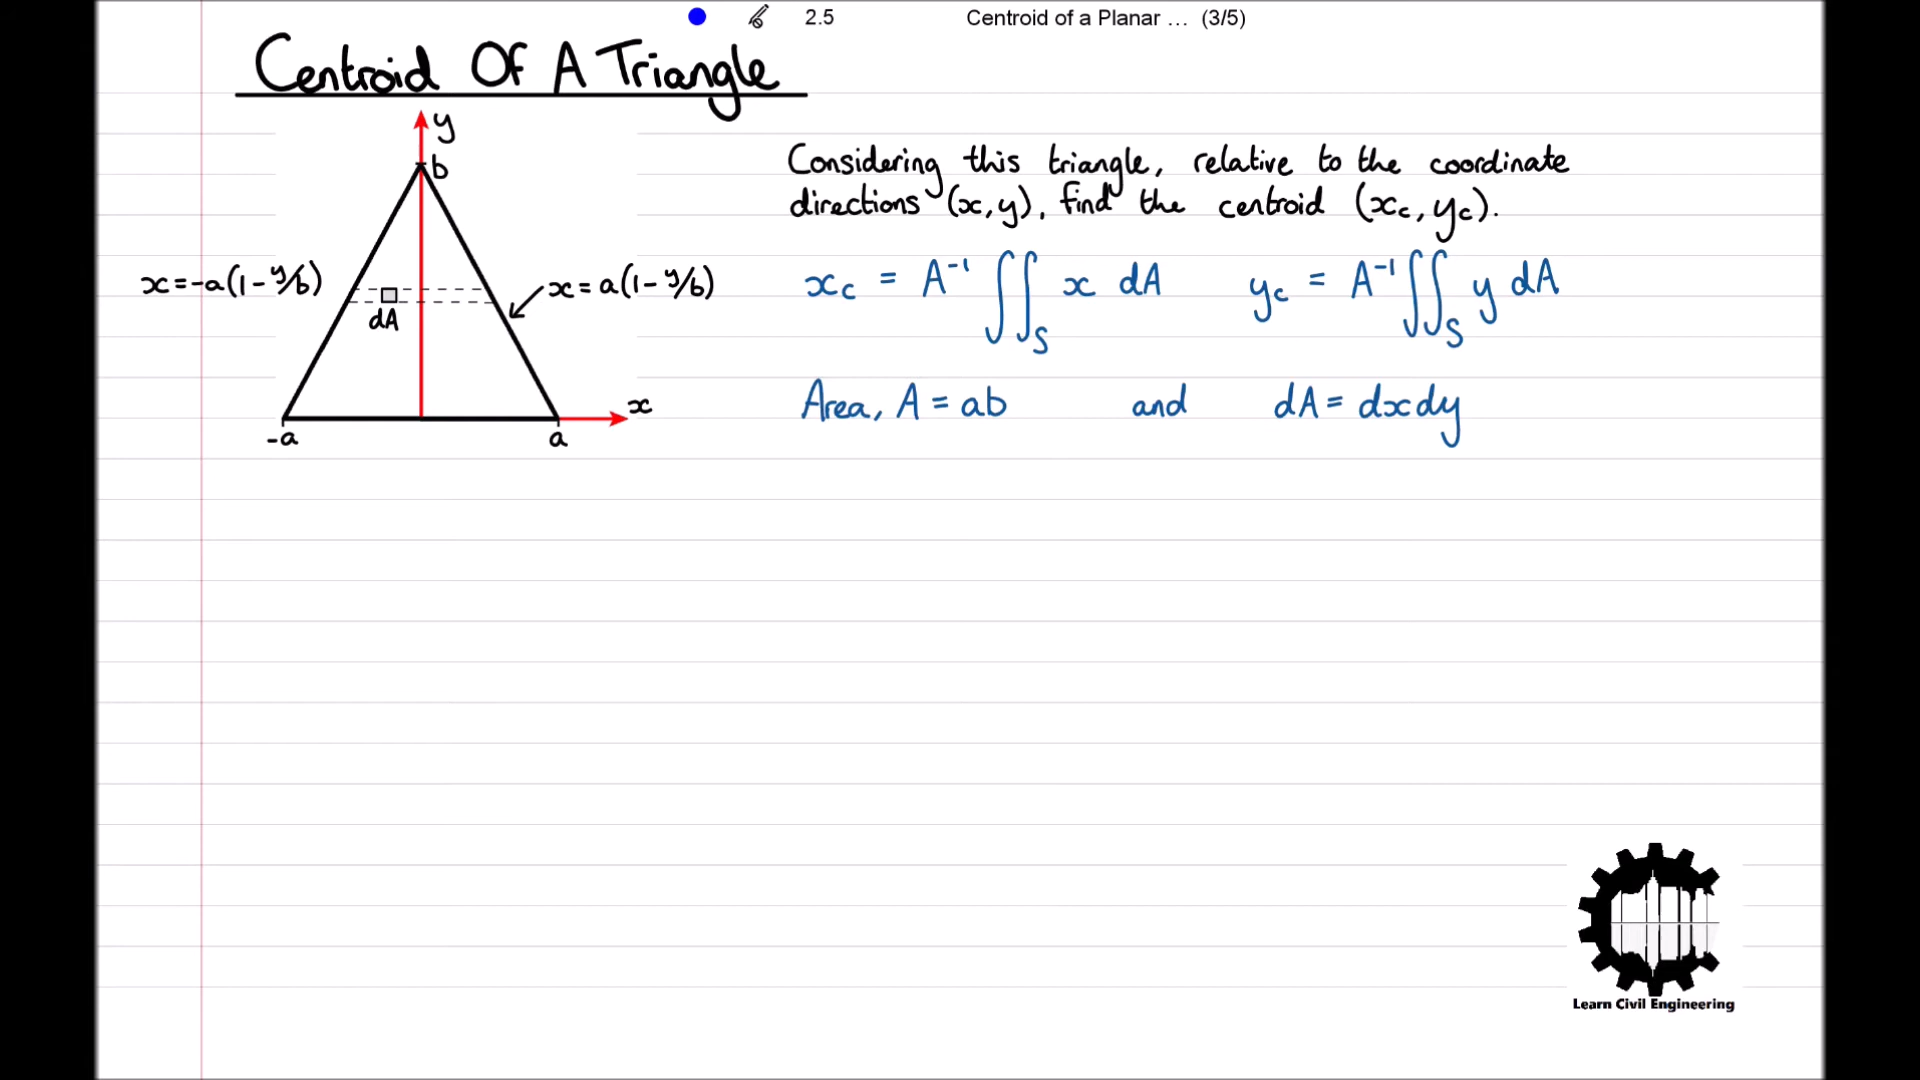 2.5 Centroid of a Planar ... (3/5)
Centroid Of A Triangle
y
b
x = -a(1 - y/b)
x = a(1 - y/b)
dA
x
-a
a
Considering this triangle, relative to the coordinate
directions (x, y), find the centroid (xc, yc).
xc = A⁻¹ ∬S x dA yc = A⁻¹ ∬S y dA
Area, A = ab and dA = dxdy
Learn Civil Engineering